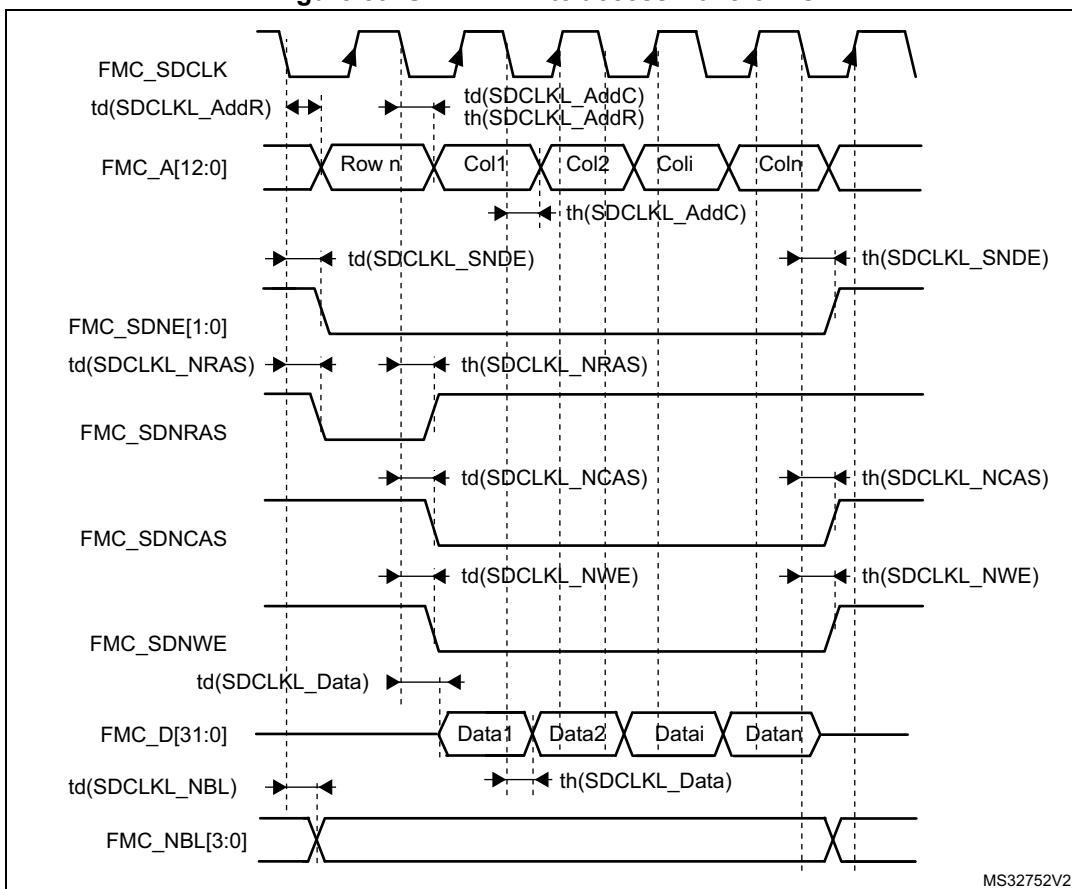 FMC_SDCLK
td(SDCLKL_AddR)
td(SDCLKL_AddC)
th(SDCLKL_AddR)
FMC_A[12:0]
Row n
Col1
Col2
Coli
Coln
th(SDCLKL_AddC)
td(SDCLKL_SNDE)
th(SDCLKL_SNDE)
FMC_SDNE[1:0]
td(SDCLKL_NRAS)
th(SDCLKL_NRAS)
FMC_SDNRAS
td(SDCLKL_NCAS)
th(SDCLKL_NCAS)
FMC_SDNCAS
td(SDCLKL_NWE)
th(SDCLKL_NWE)
FMC_SDNWE
td(SDCLKL_Data)
FMC_D[31:0]
Data1
Data2
Datai
Datan
td(SDCLKL_NBL)
th(SDCLKL_Data)
FMC_NBL[3:0]
MS32752V2